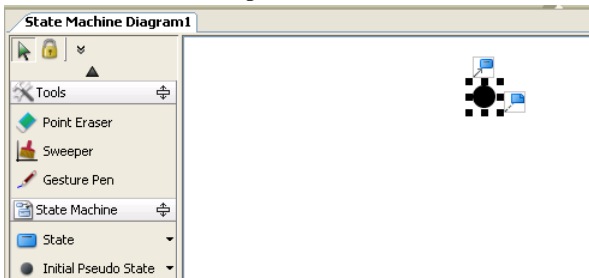 State Machine Diagram1
Tools
Point Eraser
Sweeper
Gesture Pen
State Machine
State
Initial Pseudo State